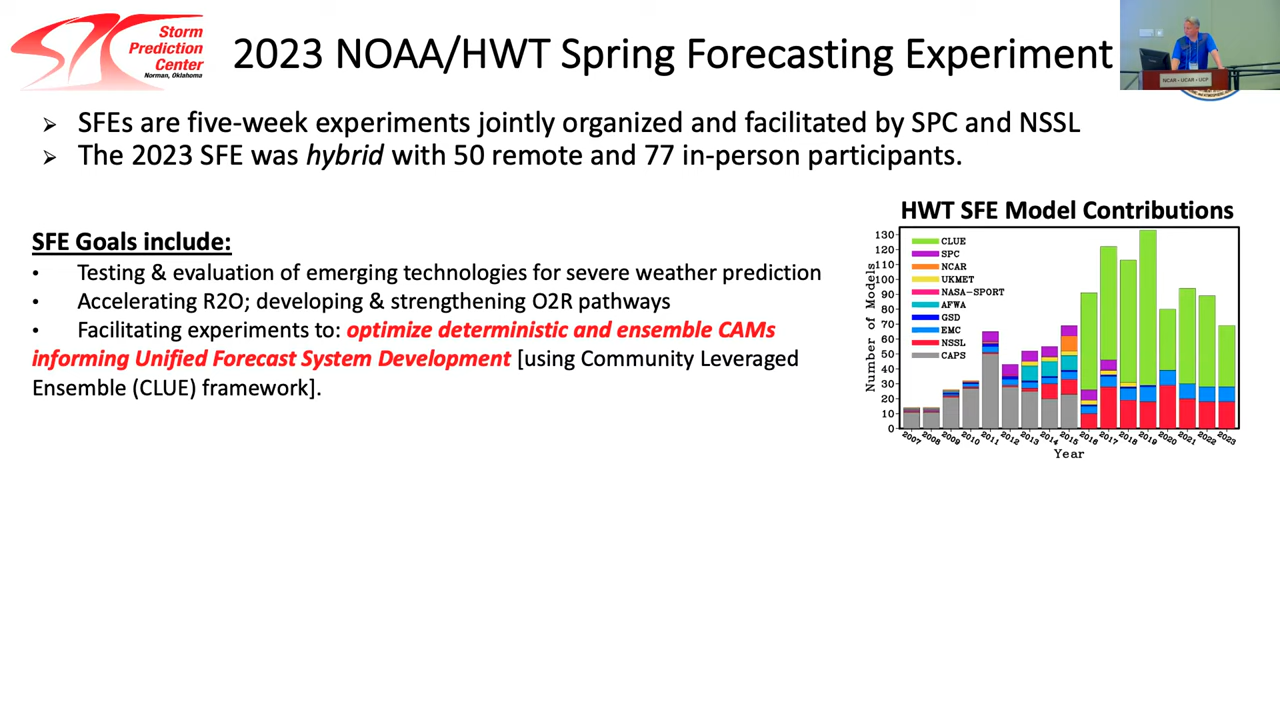 Storm
Prediction
Center
Norman, Oklahoma
2023 NOAA/HWT Spring Forecasting Experiment
NCAR • UCAR • UCP
➢ SFEs are five-week experiments jointly organized and facilitated by SPC and NSSL
➢ The 2023 SFE was hybrid with 50 remote and 77 in-person participants.
SFE Goals include:
• Testing & evaluation of emerging technologies for severe weather prediction
• Accelerating R2O; developing & strengthening O2R pathways
• Facilitating experiments to: optimize deterministic and ensemble CAMs
informing Unified Forecast System Development [using Community Leveraged
Ensemble (CLUE) framework].
HWT SFE Model Contributions
Number of Models
130
120
110
100
90
80
70
60
50
40
30
20
10
0
CLUE
SPC
NCAR
UKMET
NASA-SPORT
AFWA
GSD
EMC
NSSL
CAPS
2007 2008 2009 2010 2011 2012 2013 2014 2015 2016 2017 2018 2019 2020 2021 2022 2023
Year